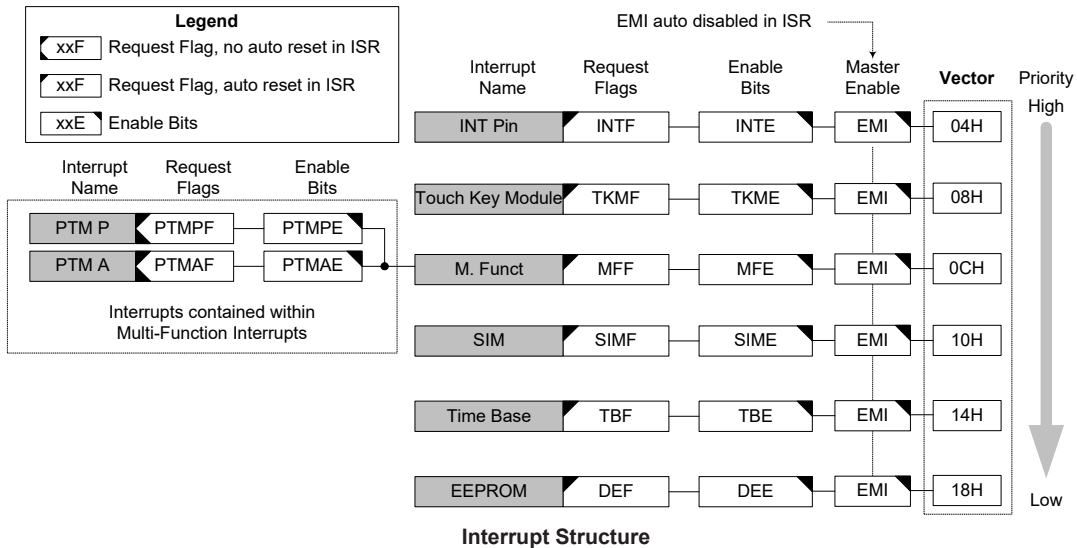 Legend
xxF Request Flag, no auto reset in ISR
xxF Request Flag, auto reset in ISR
xxE Enable Bits
EMI auto disabled in ISR
Interrupt Name Request Flags Enable Bits Master Enable Vector Priority
High
INT Pin INTF INTE EMI 04H
Touch Key Module TKMF TKME EMI 08H
Interrupt Name Request Flags Enable Bits
PTM P PTMPF PTMPE
PTM A PTMAF PTMAE
M. Funct MFF MFE EMI 0CH
Interrupts contained within
Multi-Function Interrupts
SIM SIMF SIME EMI 10H
Time Base TBF TBE EMI 14H
EEPROM DEF DEE EMI 18H
Low
Interrupt Structure